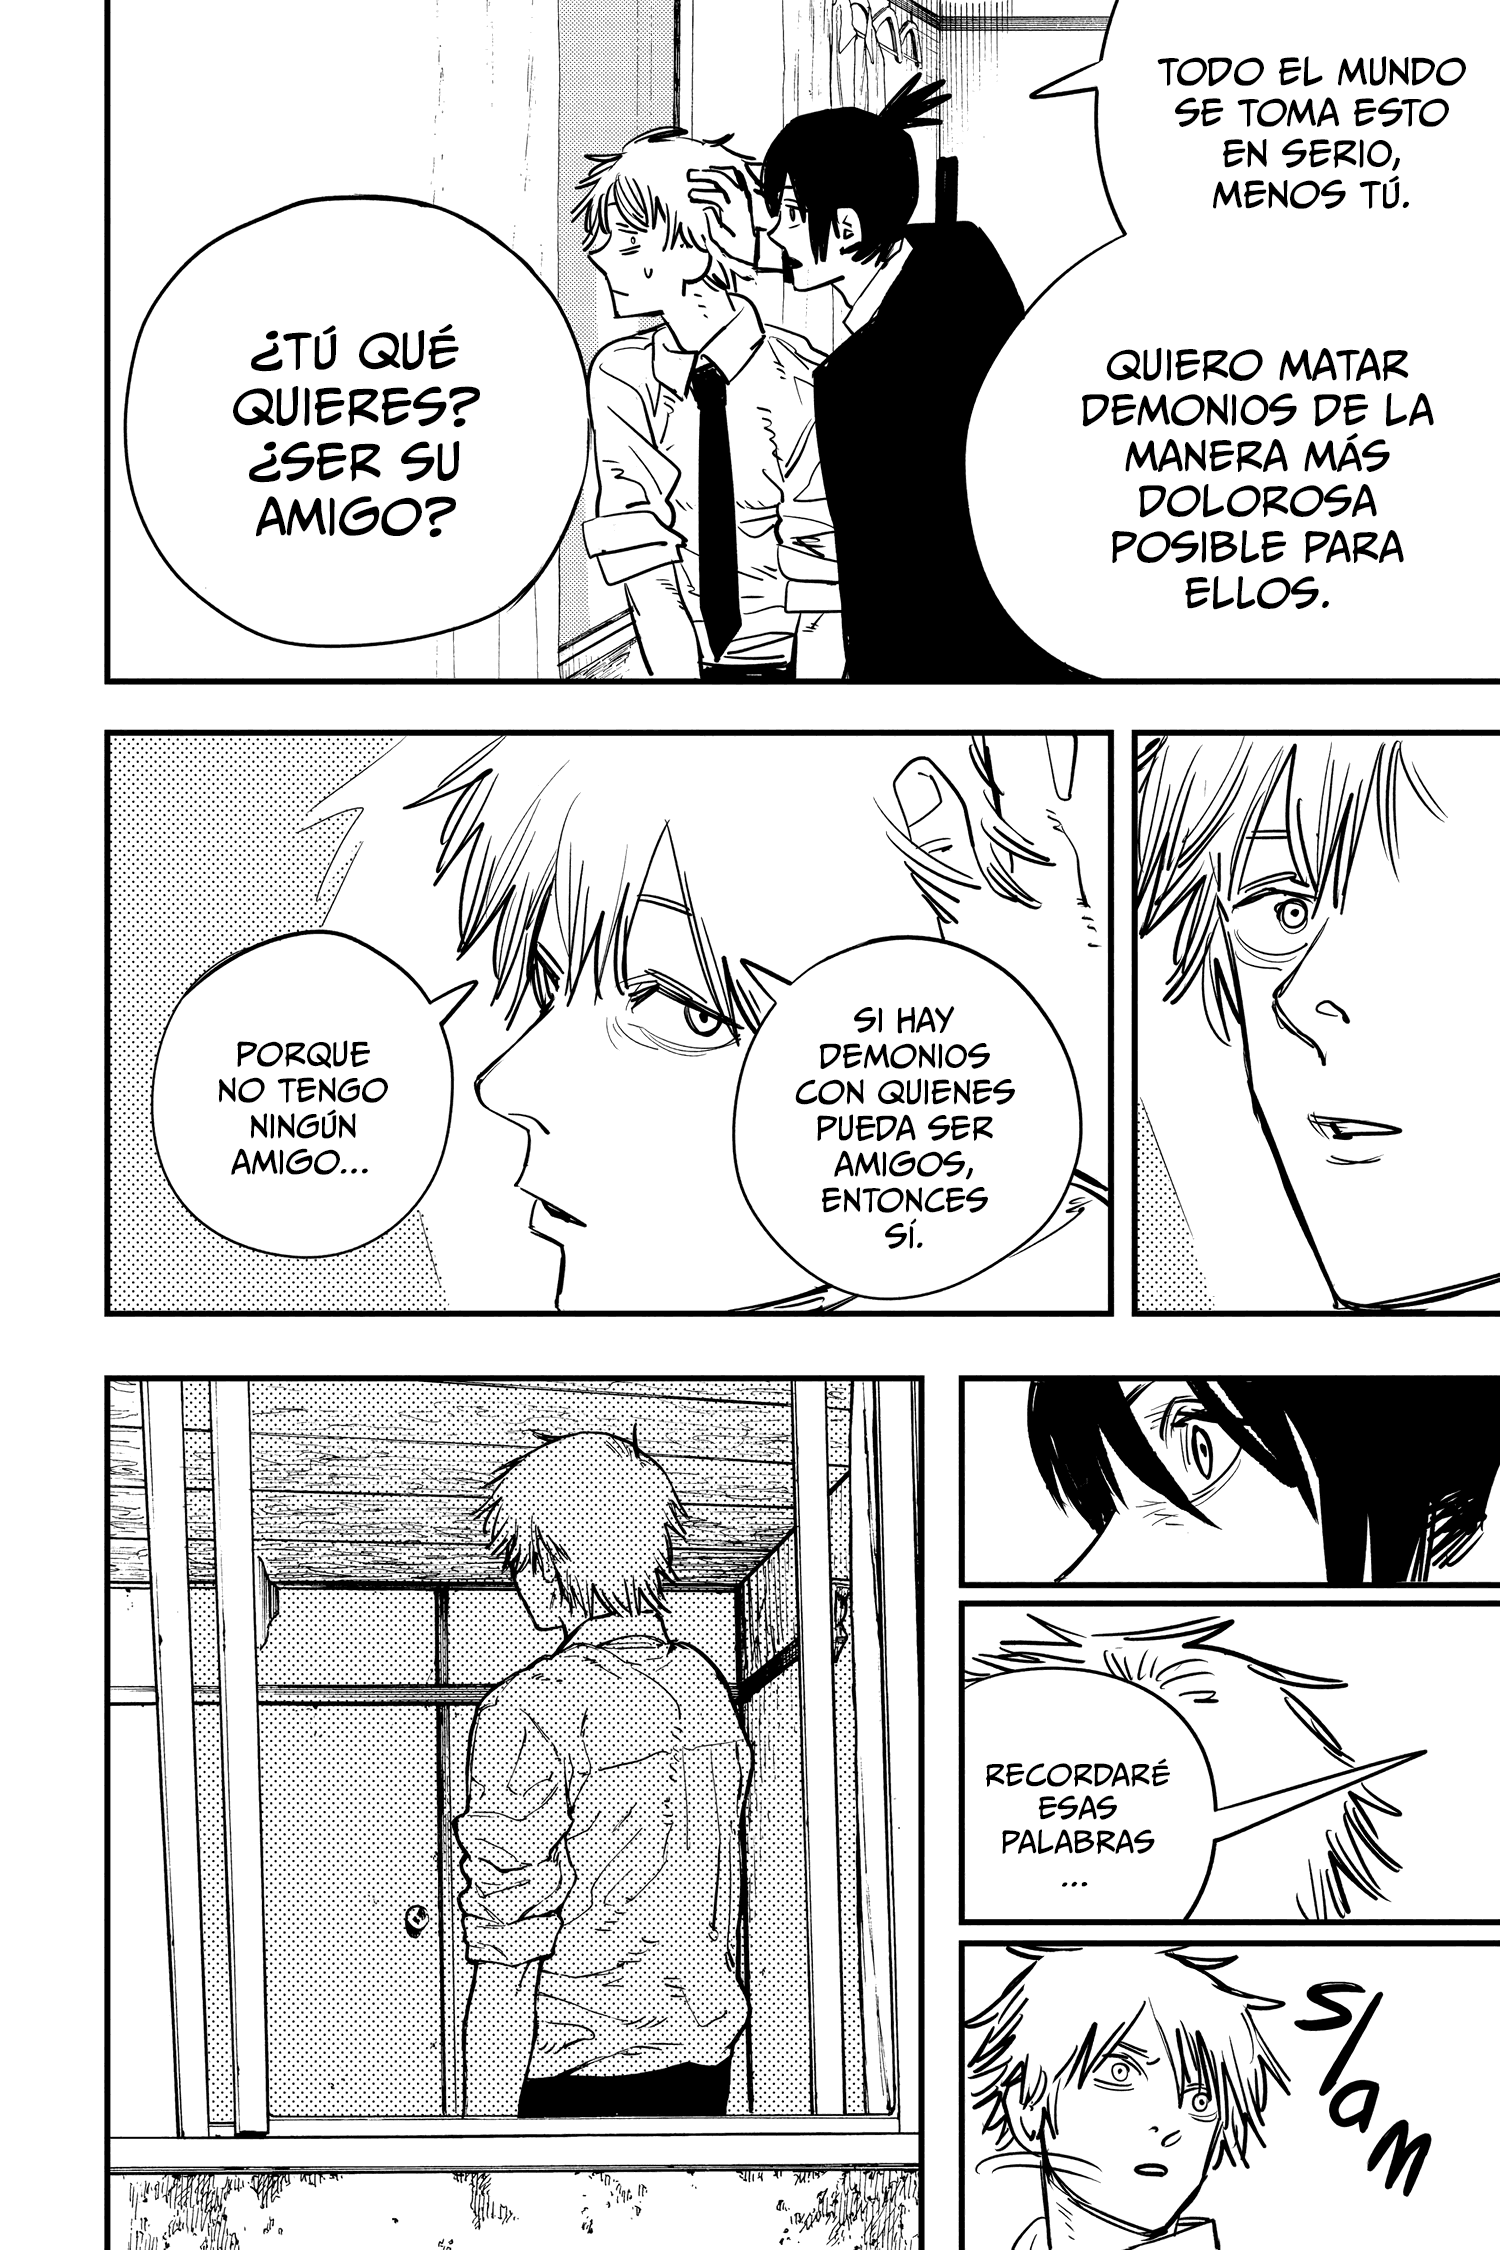 TODO EL MUNDO
SE TOMA ESTO
EN SERIO,
MENOS TÚ.
QUIERO MATAR
DEMONIOS DE LA
MANERA MÁS
DOLOROSA
POSIBLE PARA
ELLOS.
¿TÚ QUÉ
QUIERES?
¿SER SU
AMIGO?
SI HAY
DEMONIOS
CON QUIENES
PUEDA SER
AMIGOS,
ENTONCES
SÍ.
PORQUE
NO TENGO
NINGÚN
AMIGO...
RECORDARÉ
ESAS
PALABRAS
...
SLAM